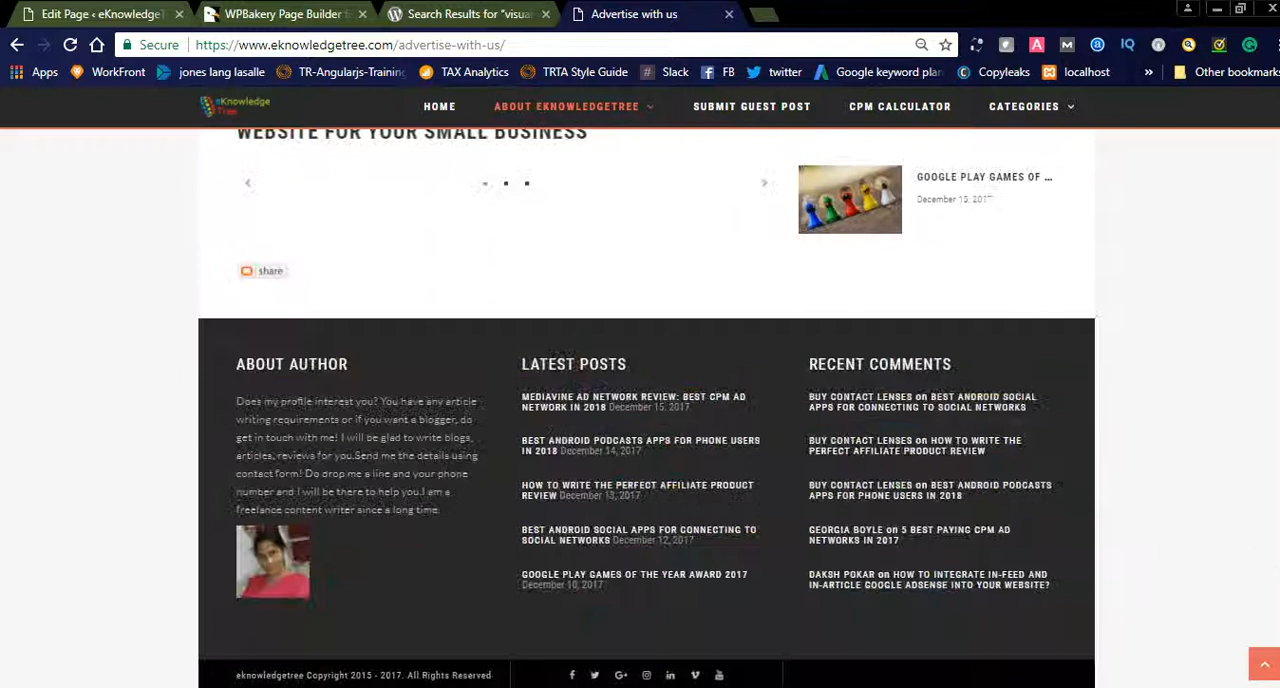 Edit Page ‹ eKnowledgeT
WPBakery Page Builder f
Search Results for "visua
Advertise with us
Secure
https://www.eknowledgetree.com/advertise-with-us/
Apps
WorkFront
jones lang lasalle
TR-Angularjs-Training
TAX Analytics
TRTA Style Guide
Slack
FB
twitter
Google keyword plan
Copyleaks
localhost
»
Other bookmarks
eKnowledge
Tree
HOME
ABOUT EKNOWLEDGETREE
SUBMIT GUEST POST
CPM CALCULATOR
CATEGORIES
WEBSITE FOR YOUR SMALL BUSINESS
GOOGLE PLAY GAMES OF ...
December 15, 2017
share
ABOUT AUTHOR
Does my profile interest you? You have any article
writing requirements or if you want a blogger, do
get in touch with me! I will be glad to write blogs,
articles, reviews for you.Send me the details using
contact form! Do drop me a line and your phone
number and I will be there to help you.I am a
freelance content writer since a long time.
LATEST POSTS
MEDIAVINE AD NETWORK REVIEW: BEST CPM AD
NETWORK IN 2018 December 15, 2017
BEST ANDROID PODCASTS APPS FOR PHONE USERS
IN 2018 December 14, 2017
HOW TO WRITE THE PERFECT AFFILIATE PRODUCT
REVIEW December 13, 2017
BEST ANDROID SOCIAL APPS FOR CONNECTING TO
SOCIAL NETWORKS December 12, 2017
GOOGLE PLAY GAMES OF THE YEAR AWARD 2017
December 10, 2017
RECENT COMMENTS
BUY CONTACT LENSES on BEST ANDROID SOCIAL
APPS FOR CONNECTING TO SOCIAL NETWORKS
BUY CONTACT LENSES on HOW TO WRITE THE
PERFECT AFFILIATE PRODUCT REVIEW
BUY CONTACT LENSES on BEST ANDROID PODCASTS
APPS FOR PHONE USERS IN 2018
GEORGIA BOYLE on 5 BEST PAYING CPM AD
NETWORKS IN 2017
DAKSH POKAR on HOW TO INTEGRATE IN-FEED AND
IN-ARTICLE GOOGLE ADSENSE INTO YOUR WEBSITE?
eknowledgetree Copyright 2015 - 2017. All Rights Reserved